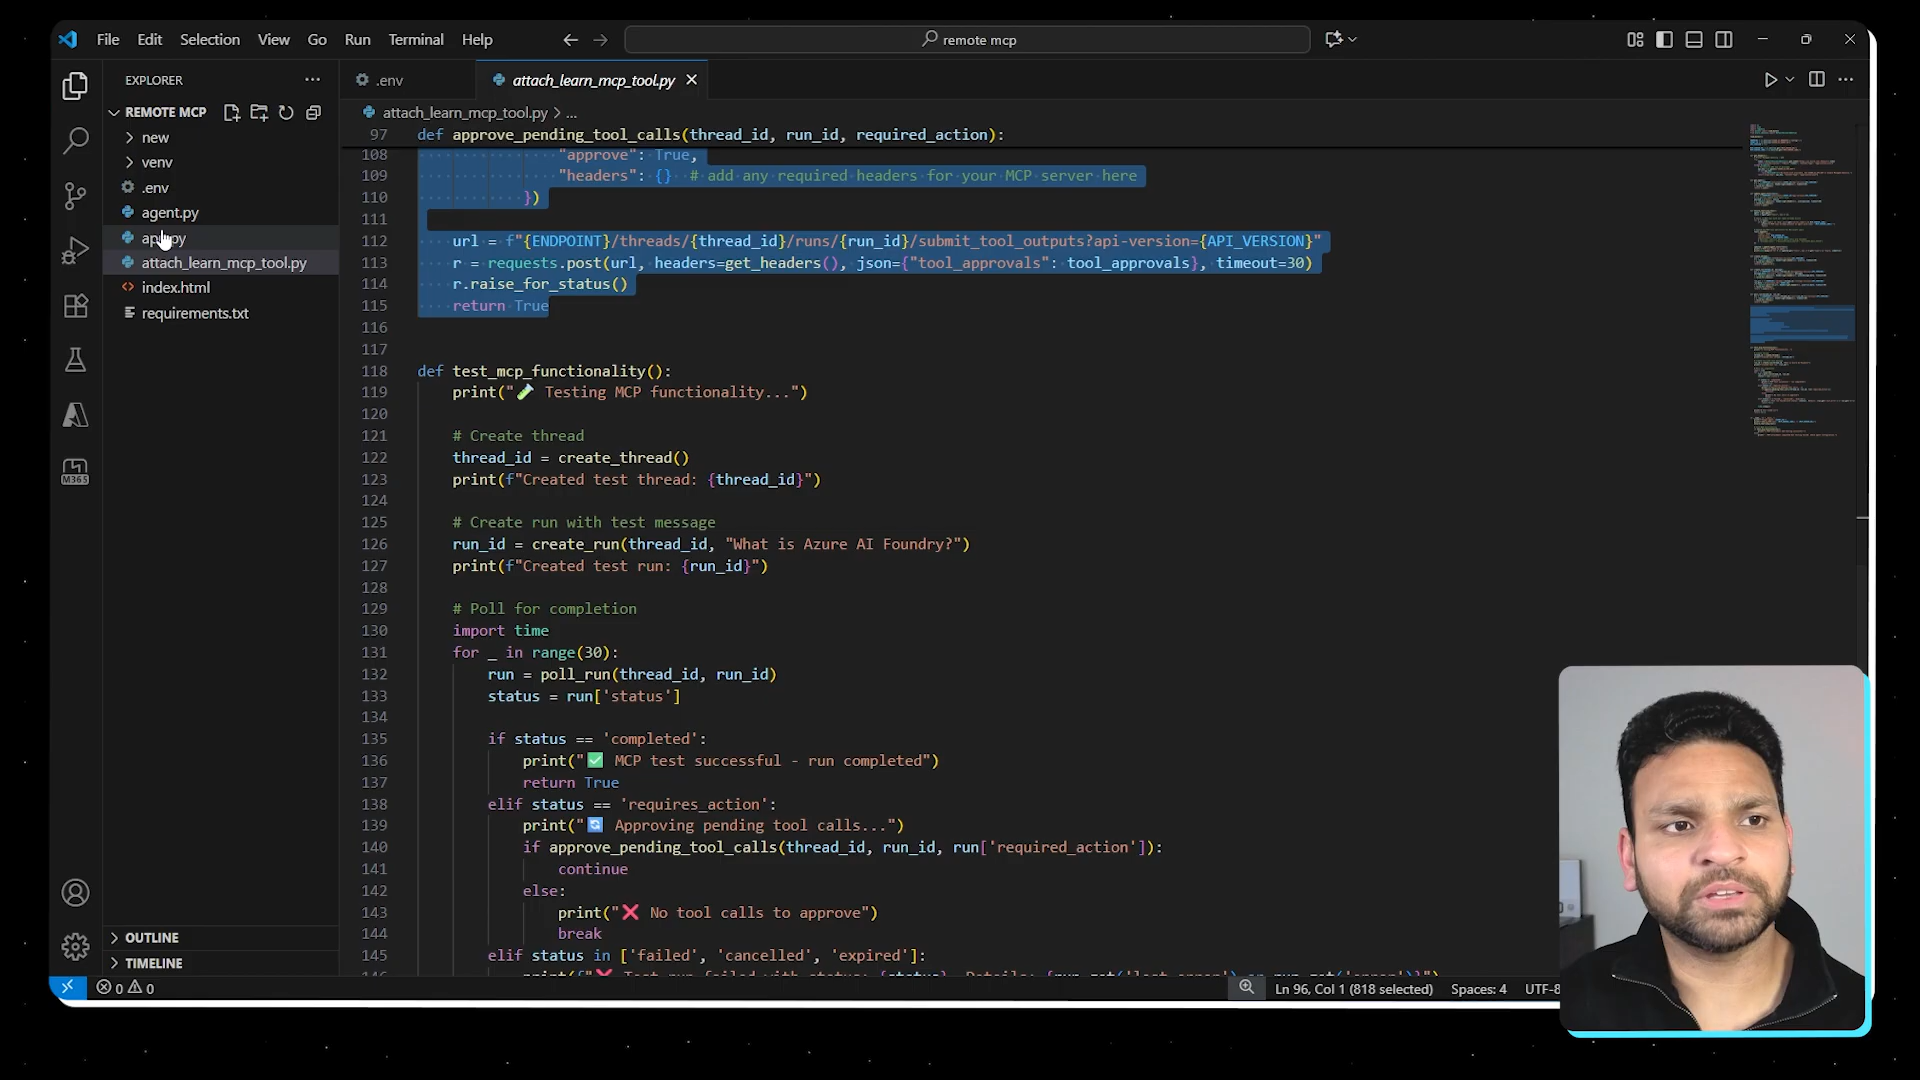 File Edit Selection View Go Run Terminal Help
remote mcp
EXPLORER
REMOTE MCP
new
venv
.env
agent.py
attach_learn_mcp_tool.py
index.html
requirements.txt
OUTLINE
TIMELINE
M365
.env
attach_learn_mcp_tool.py
attach_learn_mcp_tool.py > ...
97 def approve_pending_tool_calls(thread_id, run_id, required_action):
108 "approve": True,
109 "headers": {} # add any required headers for your MCP server here
110 })
111
112 url = f"{ENDPOINT}/threads/{thread_id}/runs/{run_id}/submit_tool_outputs?api-version={API_VERSION}"
113 r = requests.post(url, headers=get_headers(), json={"tool_approvals": tool_approvals}, timeout=30)
114 r.raise_for_status()
115 return True
116
117
118 def test_mcp_functionality():
119 print("🧪 Testing MCP functionality...")
120
121 # Create thread
122 thread_id = create_thread()
123 print(f"Created test thread: {thread_id}")
124
125 # Create run with test message
126 run_id = create_run(thread_id, "What is Azure AI Foundry?")
127 print(f"Created test run: {run_id}")
128
129 # Poll for completion
130 import time
131 for _ in range(30):
132 run = poll_run(thread_id, run_id)
133 status = run['status']
134
135 if status == 'completed':
136 print("✅ MCP test successful - run completed")
137 return True
138 elif status == 'requires_action':
139 print("🔄 Approving pending tool calls...")
140 if approve_pending_tool_calls(thread_id, run_id, run['required_action']):
141 continue
142 else:
143 print("❌ No tool calls to approve")
144 break
145 elif status in ['failed', 'cancelled', 'expired']:
0 0
Ln 96, Col 1 (818 selected) Spaces: 4 UTF-8